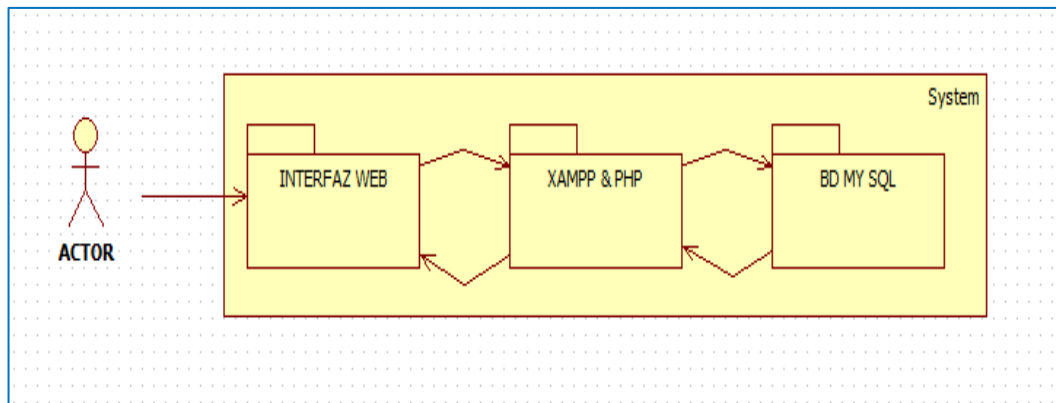 System
INTERFAZ WEB
XAMPP & PHP
BD MY SQL
ACTOR